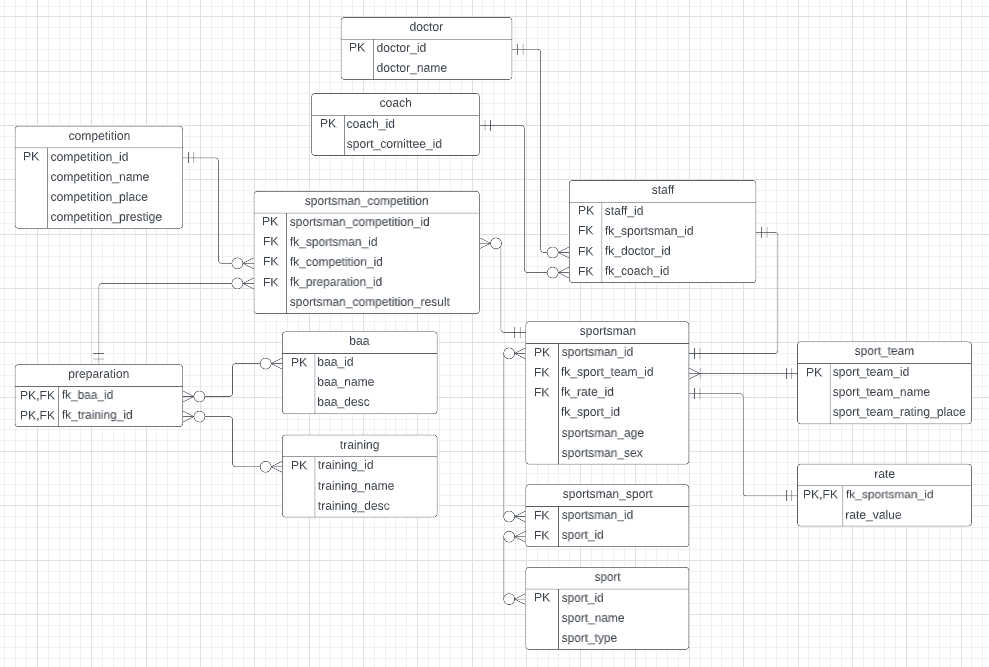 doctor
PK doctor_id
doctor_name
coach
PK coach_id
sport_comittee_id
competition
PK competition_id
competition_name
competition_place
competition_prestige
sportsman_competition
PK sportsman_competition_id
FK fk_sportsman_id
FK fk_competition_id
FK fk_preparation_id
sportsman_competition_result
staff
PK staff_id
FK fk_sportsman_id
FK fk_doctor_id
FK fk_coach_id
baa
PK baa_id
baa_name
baa_desc
sportsman
PK sportsman_id
FK fk_sport_team_id
FK fk_rate_id
fk_sport_id
sportsman_age
sportsman_sex
sport_team
PK sport_team_id
sport_team_name
sport_team_rating_place
preparation
PK,FK fk_baa_id
PK,FK fk_training_id
training
PK training_id
training_name
training_desc
rate
PK,FK fk_sportsman_id
rate_value
sportsman_sport
FK sportsman_id
FK sport_id
sport
PK sport_id
sport_name
sport_type